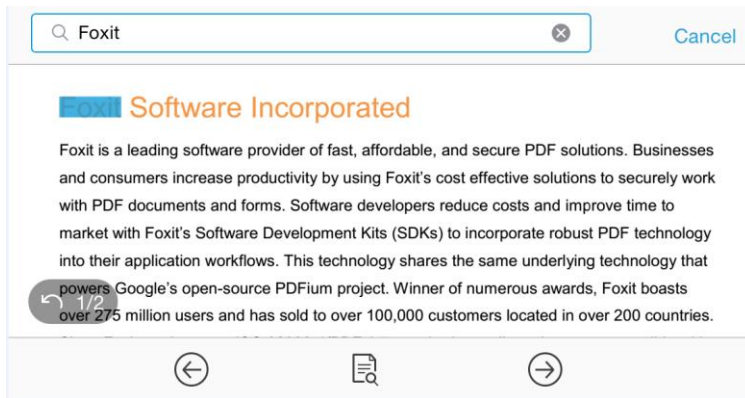 Foxit
Cancel
Foxit Software Incorporated
Foxit is a leading software provider of fast, affordable, and secure PDF solutions. Businesses
and consumers increase productivity by using Foxit's cost effective solutions to securely work
with PDF documents and forms. Software developers reduce costs and improve time to
market with Foxit's Software Development Kits (SDKs) to incorporate robust PDF technology
into their application workflows. This technology shares the same underlying technology that
powers Google's open-source PDFium project. Winner of numerous awards, Foxit boasts
1/2
over 275 million users and has sold to over 100,000 customers located in over 200 countries.